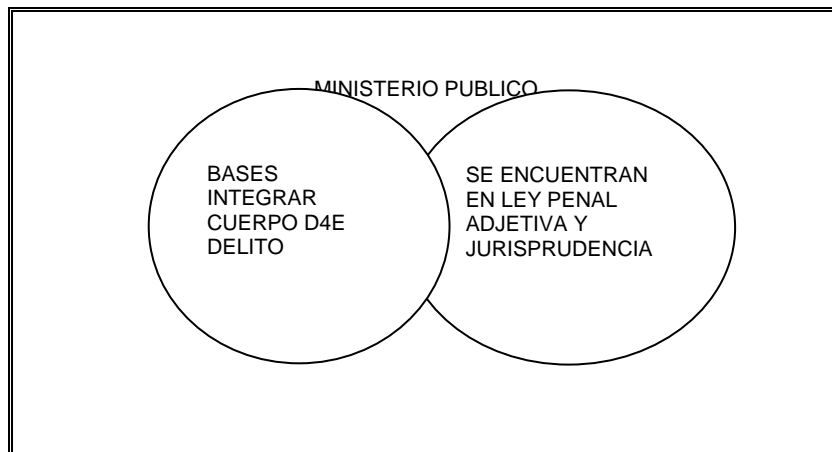 MINISTERIO PUBLICO
BASES
INTEGRAR
CUERPO D4E
DELITO
SE ENCUENTRAN
EN LEY PENAL
ADJETIVA Y
JURISPRUDENCIA